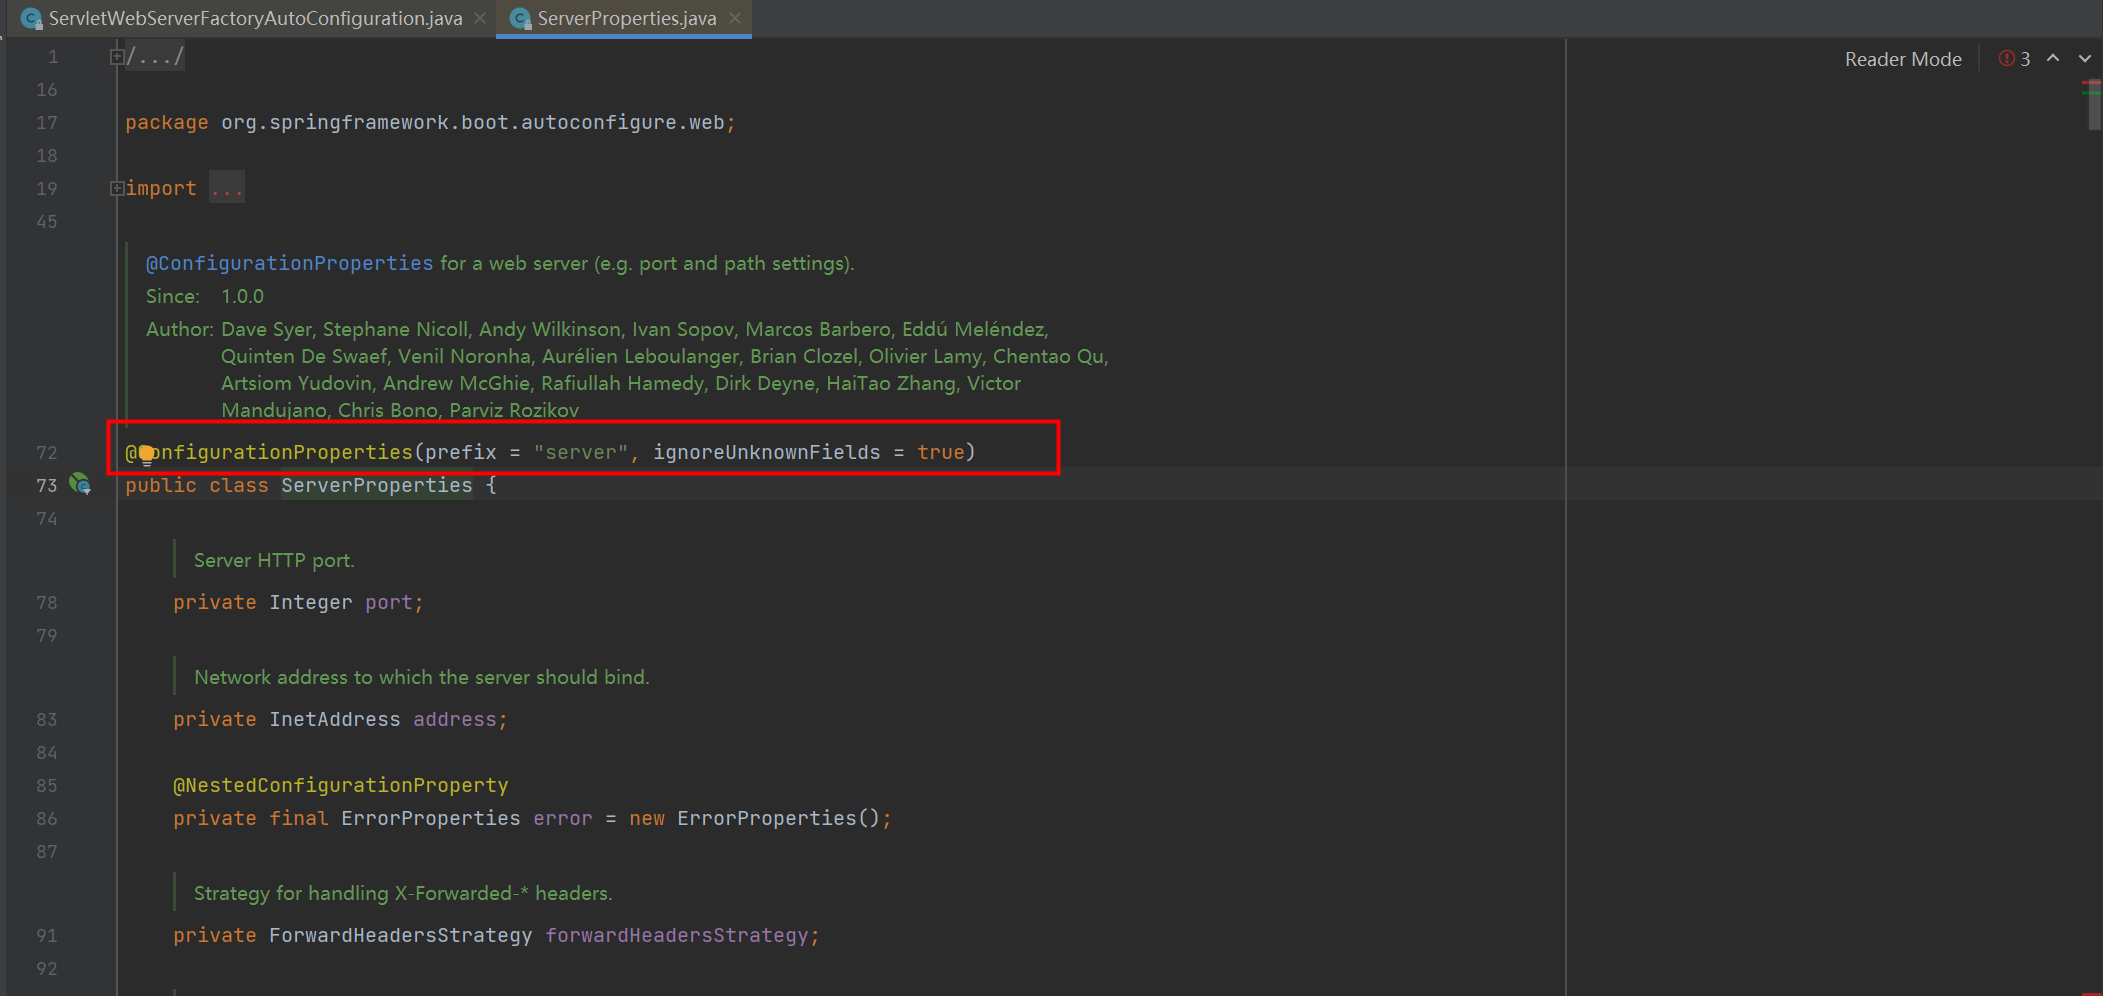 ServletWebServerFactoryAutoConfiguration.java ServerProperties.java
1 /.../ Reader Mode 3
16
17 package org.springframework.boot.autoconfigure.web;
18
19 import ...
45
@ConfigurationProperties for a web server (e.g. port and path settings).
Since: 1.0.0
Author: Dave Syer, Stephane Nicoll, Andy Wilkinson, Ivan Sopov, Marcos Barbero, Eddú Meléndez,
Quinten De Swaef, Venil Noronha, Aurélien Leboulanger, Brian Clozel, Olivier Lamy, Chentao Qu,
Artsiom Yudovin, Andrew McGhie, Rafiullah Hamedy, Dirk Deyne, HaiTao Zhang, Victor
Mandujano, Chris Bono, Parviz Rozikov
72 @ConfigurationProperties(prefix = "server", ignoreUnknownFields = true)
73 public class ServerProperties {
74
Server HTTP port.
78 private Integer port;
79
Network address to which the server should bind.
83 private InetAddress address;
84
85 @NestedConfigurationProperty
86 private final ErrorProperties error = new ErrorProperties();
87
Strategy for handling X-Forwarded-* headers.
91 private ForwardHeadersStrategy forwardHeadersStrategy;
92